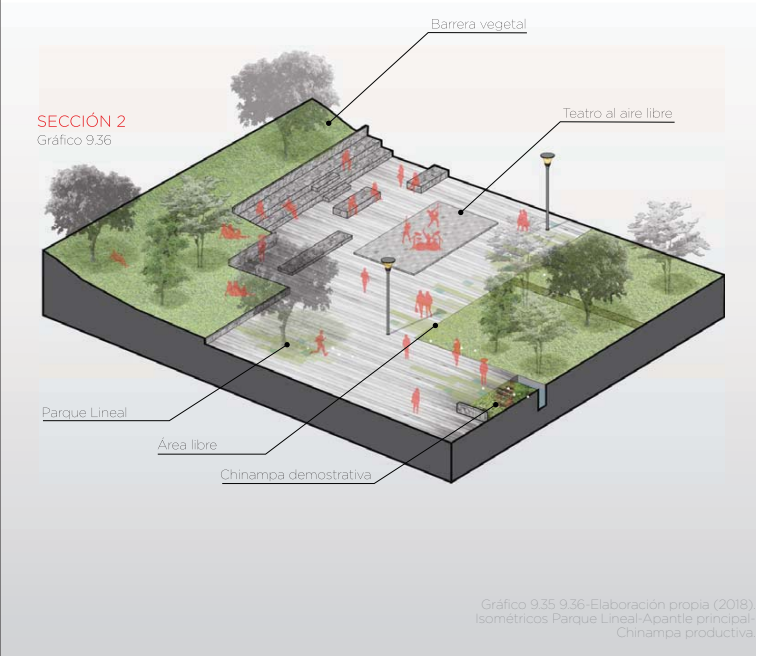 Barrera vegetal
Teatro al aire libre
SECCIÓN 2
Gráfico 9.36
Parque Lineal
Área libre
Chinampa demostrativa
Gráfico 9.35 9.36-Elaboración propia (2018).
Isométricos Parque Lineal-Apantle principal-
Chinampa productiva.